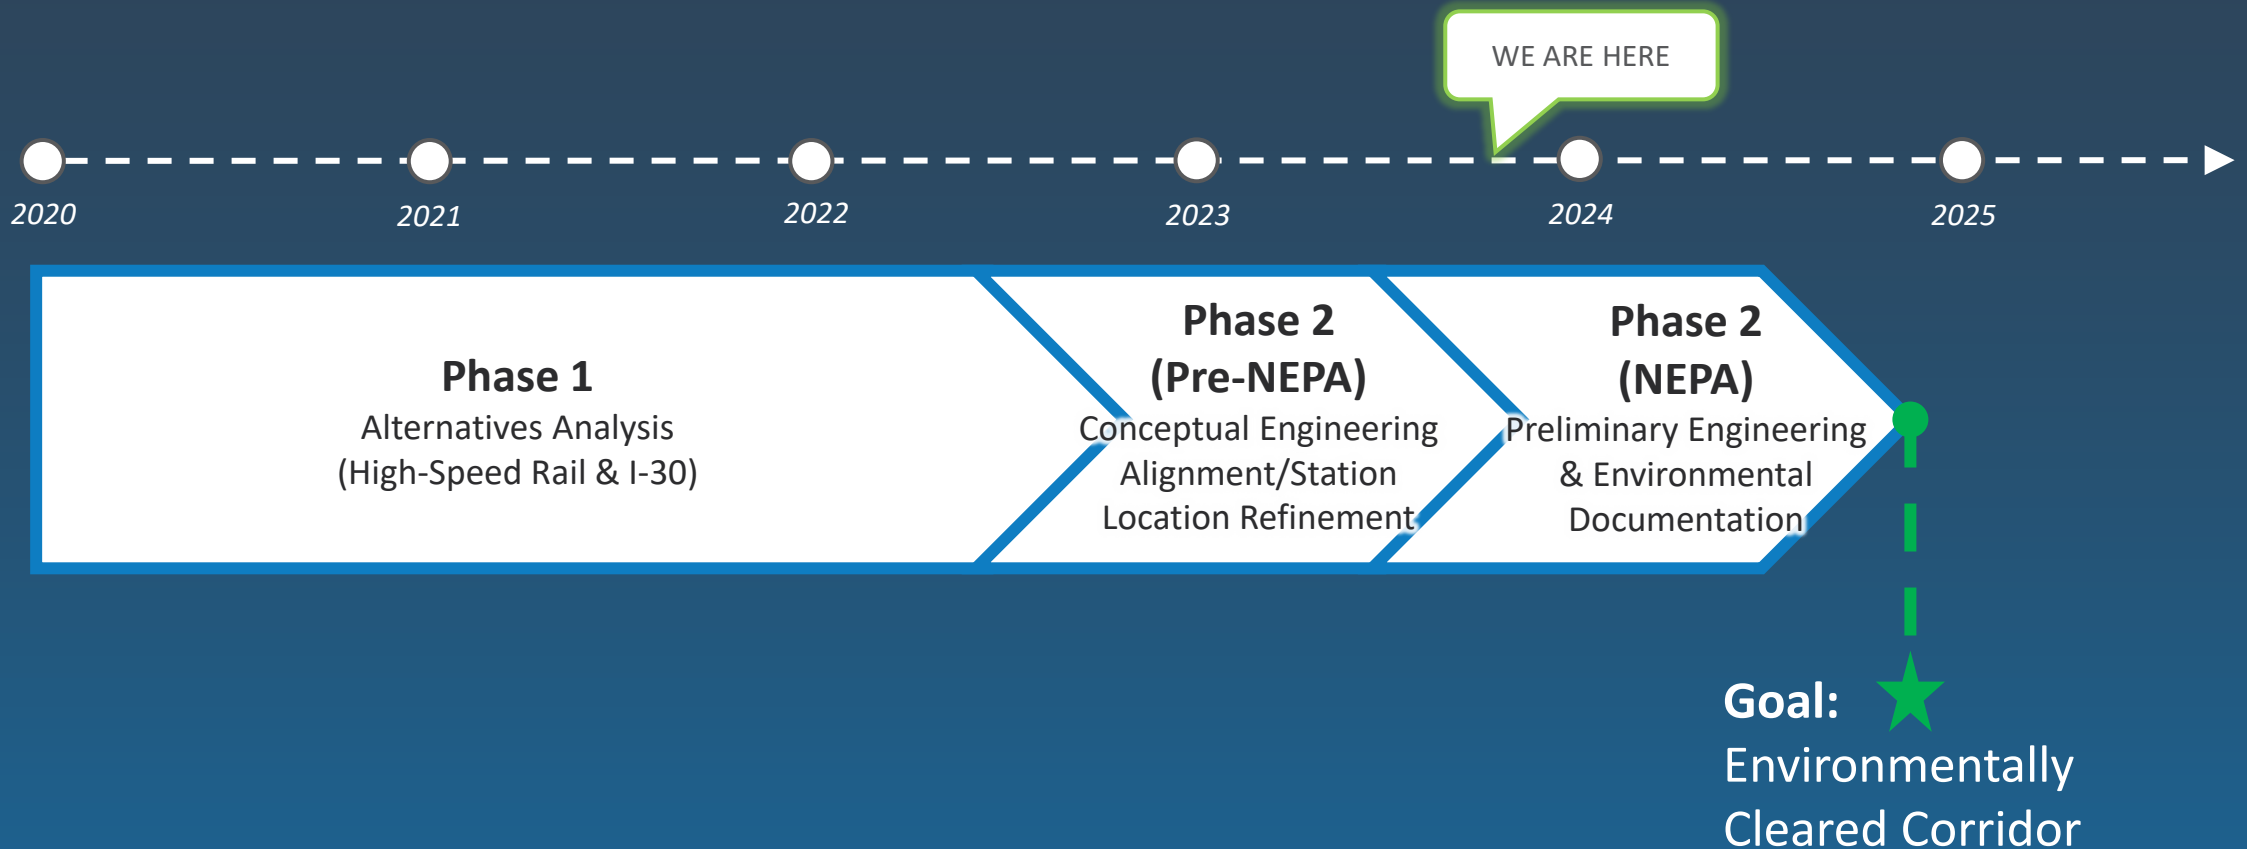 WE ARE HERE
2020
2021
2022
2023
2024
2025
Phase 1
Alternatives Analysis
(High-Speed Rail & I-30)
Phase 2
(Pre-NEPA)
Conceptual Engineering
Alignment/Station
Location Refinement
Phase 2
(NEPA)
Preliminary Engineering
& Environmental
Documentation
Goal:
Environmentally
Cleared Corridor